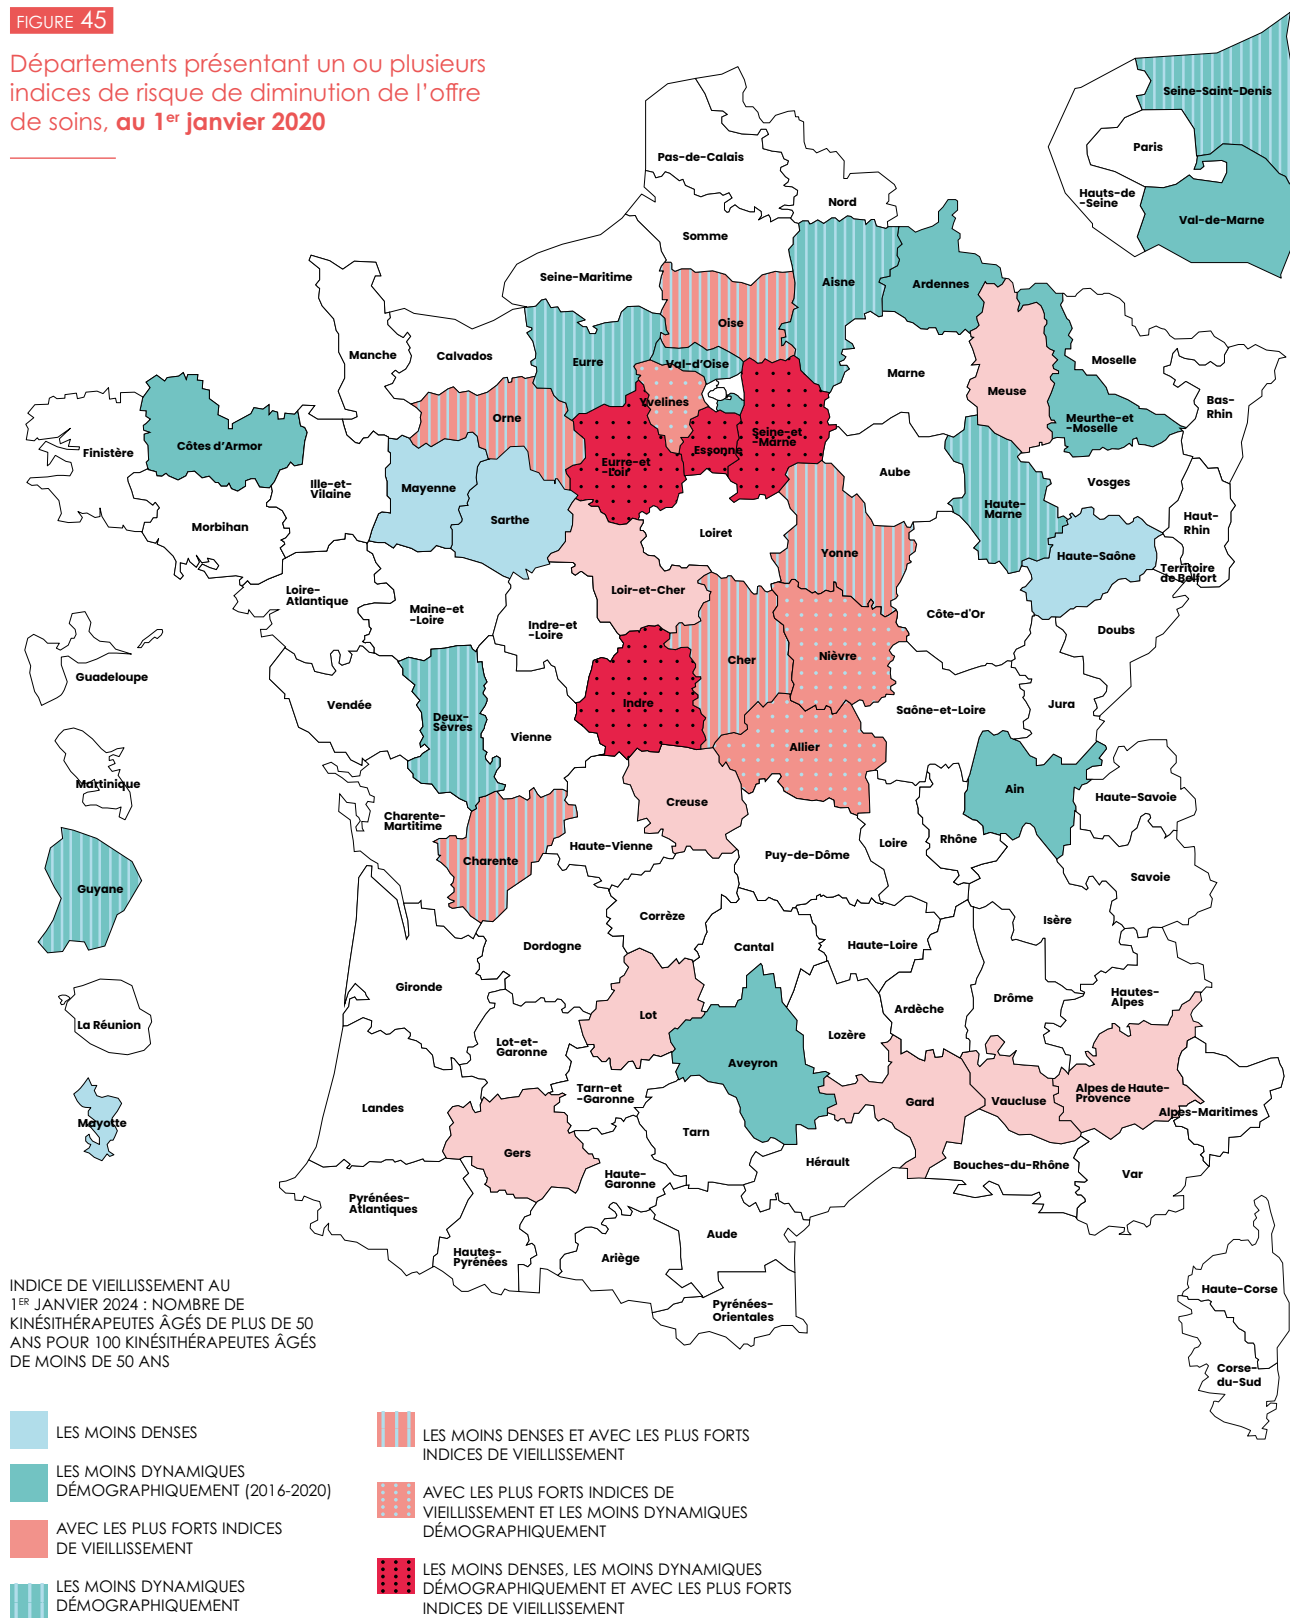 FIGURE 45
Départements présentant un ou plusieurs
indices de risque de diminution de l'offre
de soins, au 1er janvier 2020
Seine-Saint-Denis
Paris
Hauts-de
-Seine
Val-de-Marne
Pas-de-Calais
Nord
Somme
Seine-Maritime
Aisne
Ardennes
Oise
Manche
Calvados
Eurre
Val-d'Oise
Marne
Meuse
Moselle
Bas-
Rhin
Yvelines
Orne
Côtes d'Armor
Finistère
Seine-et
-Marne
Essonne
Meurthe-et
-Moselle
Eurre-et
-Loir
Aube
Vosges
Ille-et-
Vilaine
Mayenne
Sarthe
Haute-
Marne
Haut-
Rhin
Morbihan
Loiret
Yonne
Haute-Saône
Territoire
de Belfort
Loire-
Atlantique
Maine-et
-Loire
Loir-et-Cher
Indre-et
-Loire
Côte-d'Or
Doubs
Cher
Nièvre
Guadeloupe
Vendée
Deux-
Sèvres
Vienne
Indre
Saône-et-Loire
Jura
Allier
Martinique
Creuse
Ain
Haute-Savoie
Charente-
Martitime
Haute-Vienne
Charente
Puy-de-Dôme
Loire
Rhône
Savoie
Guyane
Corrèze
Isère
Dordogne
Cantal
Haute-Loire
Gironde
Lot
Ardèche
Drôme
Hautes-
Alpes
La Réunion
Lot-et-
Garonne
Lozère
Aveyron
Tarn-et
-Garonne
Landes
Gard
Vaucluse
Alpes de Haute-
Provence
Alpes-Maritimes
Mayotte
Tarn
Gers
Hérault
Bouches-du-Rhône
Var
Haute-
Garonne
Pyrénées-
Atlantiques
Hautes-
Pyrénées
Ariège
Aude
Pyrénées-
Orientales
Haute-Corse
Corse-
du-Sud
INDICE DE VIEILLISSEMENT AU
1ER JANVIER 2024 : NOMBRE DE
KINÉSITHÉRAPEUTES ÂGÉS DE PLUS DE 50
ANS POUR 100 KINÉSITHÉRAPEUTES ÂGÉS
DE MOINS DE 50 ANS
LES MOINS DENSES
LES MOINS DYNAMIQUES
DÉMOGRAPHIQUEMENT (2016-2020)
AVEC LES PLUS FORTS INDICES
DE VIEILLISSEMENT
LES MOINS DYNAMIQUES
DÉMOGRAPHIQUEMENT
LES MOINS DENSES ET AVEC LES PLUS FORTS
INDICES DE VIEILLISSEMENT
AVEC LES PLUS FORTS INDICES DE
VIEILLISSEMENT ET LES MOINS DYNAMIQUES
DÉMOGRAPHIQUEMENT
LES MOINS DENSES, LES MOINS DYNAMIQUES
DÉMOGRAPHIQUEMENT ET AVEC LES PLUS FORTS
INDICES DE VIEILLISSEMENT